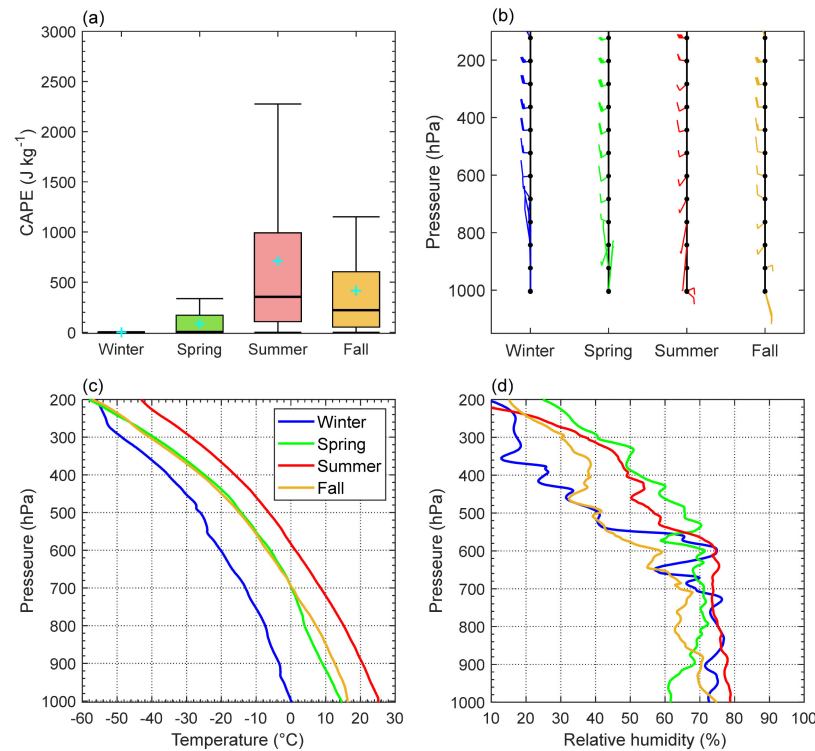 (a)
3000
2500
2000
1500
1000
500
0
CAPE (J kg⁻¹)
Winter Spring Summer Fall
(b)
200
400
600
800
1000
Presseure (hPa)
Winter Spring Summer Fall
(c)
200
300
400
500
600
700
800
900
1000
Presseure (hPa)
Winter
Spring
Summer
Fall
-60 -50 -40 -30 -20 -10 0 10 20 30
Temperature (°C)
(d)
200
300
400
500
600
700
800
900
1000
Presseure (hPa)
10 20 30 40 50 60 70 80 90 100
Relative humidity (%)